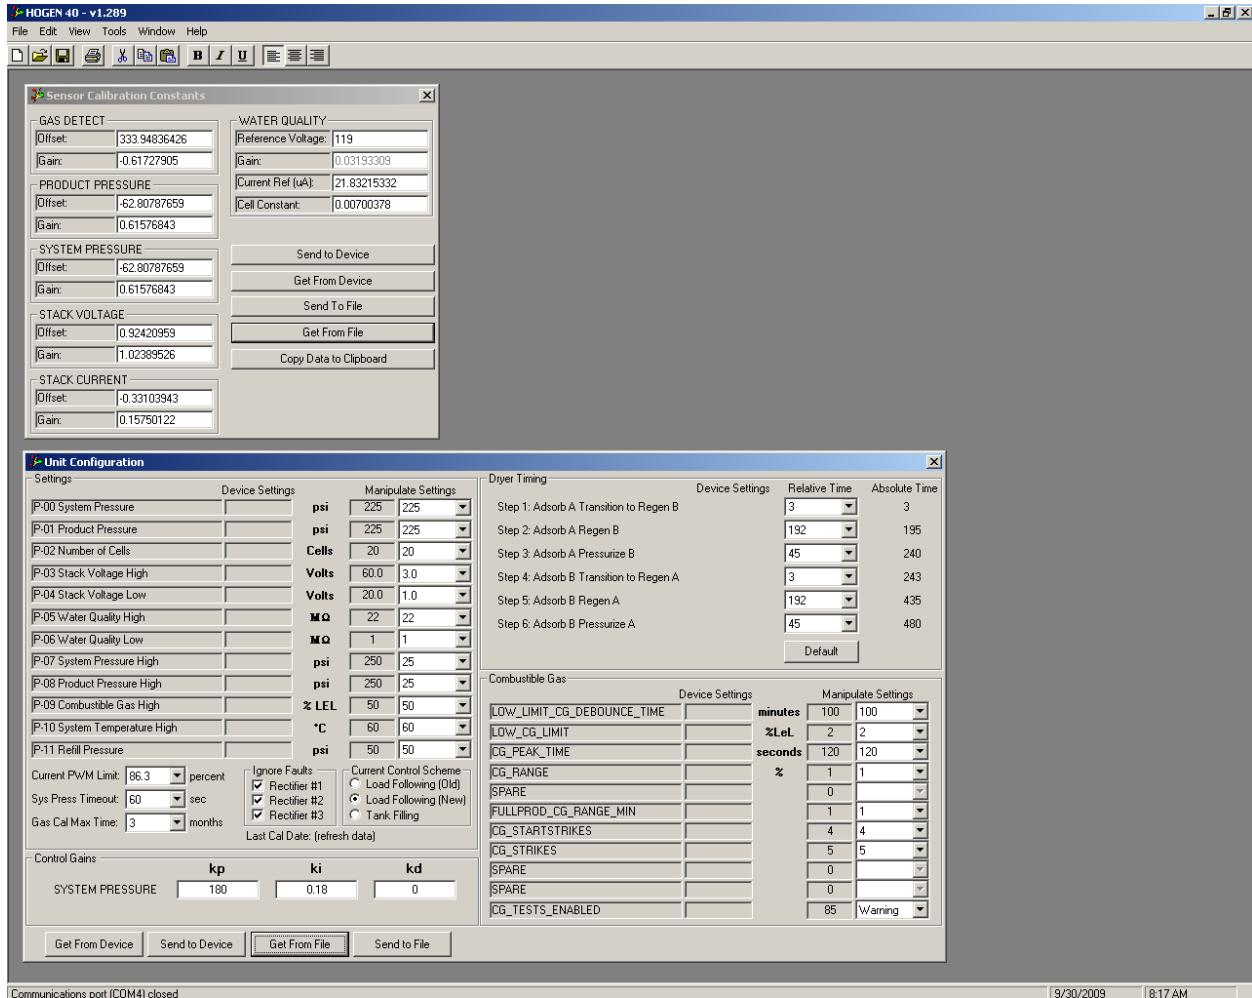 HOGEN 40 - v1.289
File Edit View Tools Window Help
B I U
Sensor Calibration Constants
GAS DETECT
Offset: 333.94836426
Gain: -0.61727905
PRODUCT PRESSURE
Offset: -62.80787659
Gain: 0.61576843
SYSTEM PRESSURE
Offset: -62.80787659
Gain: 0.61576843
STACK VOLTAGE
Offset: 0.92420959
Gain: 1.02389526
STACK CURRENT
Offset: -0.33103943
Gain: 0.15750122
WATER QUALITY
Reference Voltage: 119
Gain: 0.03193309
Current Ref (uA): 21.83215332
Cell Constant: 0.00700378
Send to Device
Get From Device
Send To File
Get From File
Copy Data to Clipboard
Unit Configuration
Settings
Device Settings Manipulate Settings
P-00 System Pressure psi 225 225
P-01 Product Pressure psi 225 225
P-02 Number of Cells Cells 20 20
P-03 Stack Voltage High Volts 60.0 3.0
P-04 Stack Voltage Low Volts 20.0 1.0
P-05 Water Quality High MΩ 22 22
P-06 Water Quality Low MΩ 1 1
P-07 System Pressure High psi 250 25
P-08 Product Pressure High psi 250 25
P-09 Combustible Gas High % LEL 50 50
P-10 System Temperature High °C 60 60
P-11 Refill Pressure psi 50 50
Current PWM Limit: 86.3 percent
Sys Press Timeout: 60 sec
Gas Cal Max Time: 3 months
Ignore Faults
Rectifier #1
Rectifier #2
Rectifier #3
Current Control Scheme
Load Following (Old)
Load Following (New)
Tank Filling
Last Cal Date: (refresh data)
Control Gains
kp ki kd
SYSTEM PRESSURE 180 0.18 0
Dryer Timing
Device Settings Relative Time Absolute Time
Step 1: Adsorb A Transition to Regen B 3 3
Step 2: Adsorb A Regen B 192 195
Step 3: Adsorb A Pressurize B 45 240
Step 4: Adsorb B Transition to Regen A 3 243
Step 5: Adsorb B Regen A 192 435
Step 6: Adsorb B Pressurize A 45 480
Default
Combustible Gas
Device Settings Manipulate Settings
LOW_LIMIT_CG_DEBOUNCE_TIME minutes 100 100
LOW_CG_LIMIT %LeL 2 2
CG_PEAK_TIME seconds 120 120
CG_RANGE % 1 1
SPARE 0
FULLPROD_CG_RANGE_MIN 1 1
CG_STARTSTRIKES 4 4
CG_STRIKES 5 5
SPARE 0
SPARE 0
CG_TESTS_ENABLED 85 Warning
Get From Device Send to Device Get From File Send to File
Communications port (COM4) closed 9/30/2009 8:17 AM